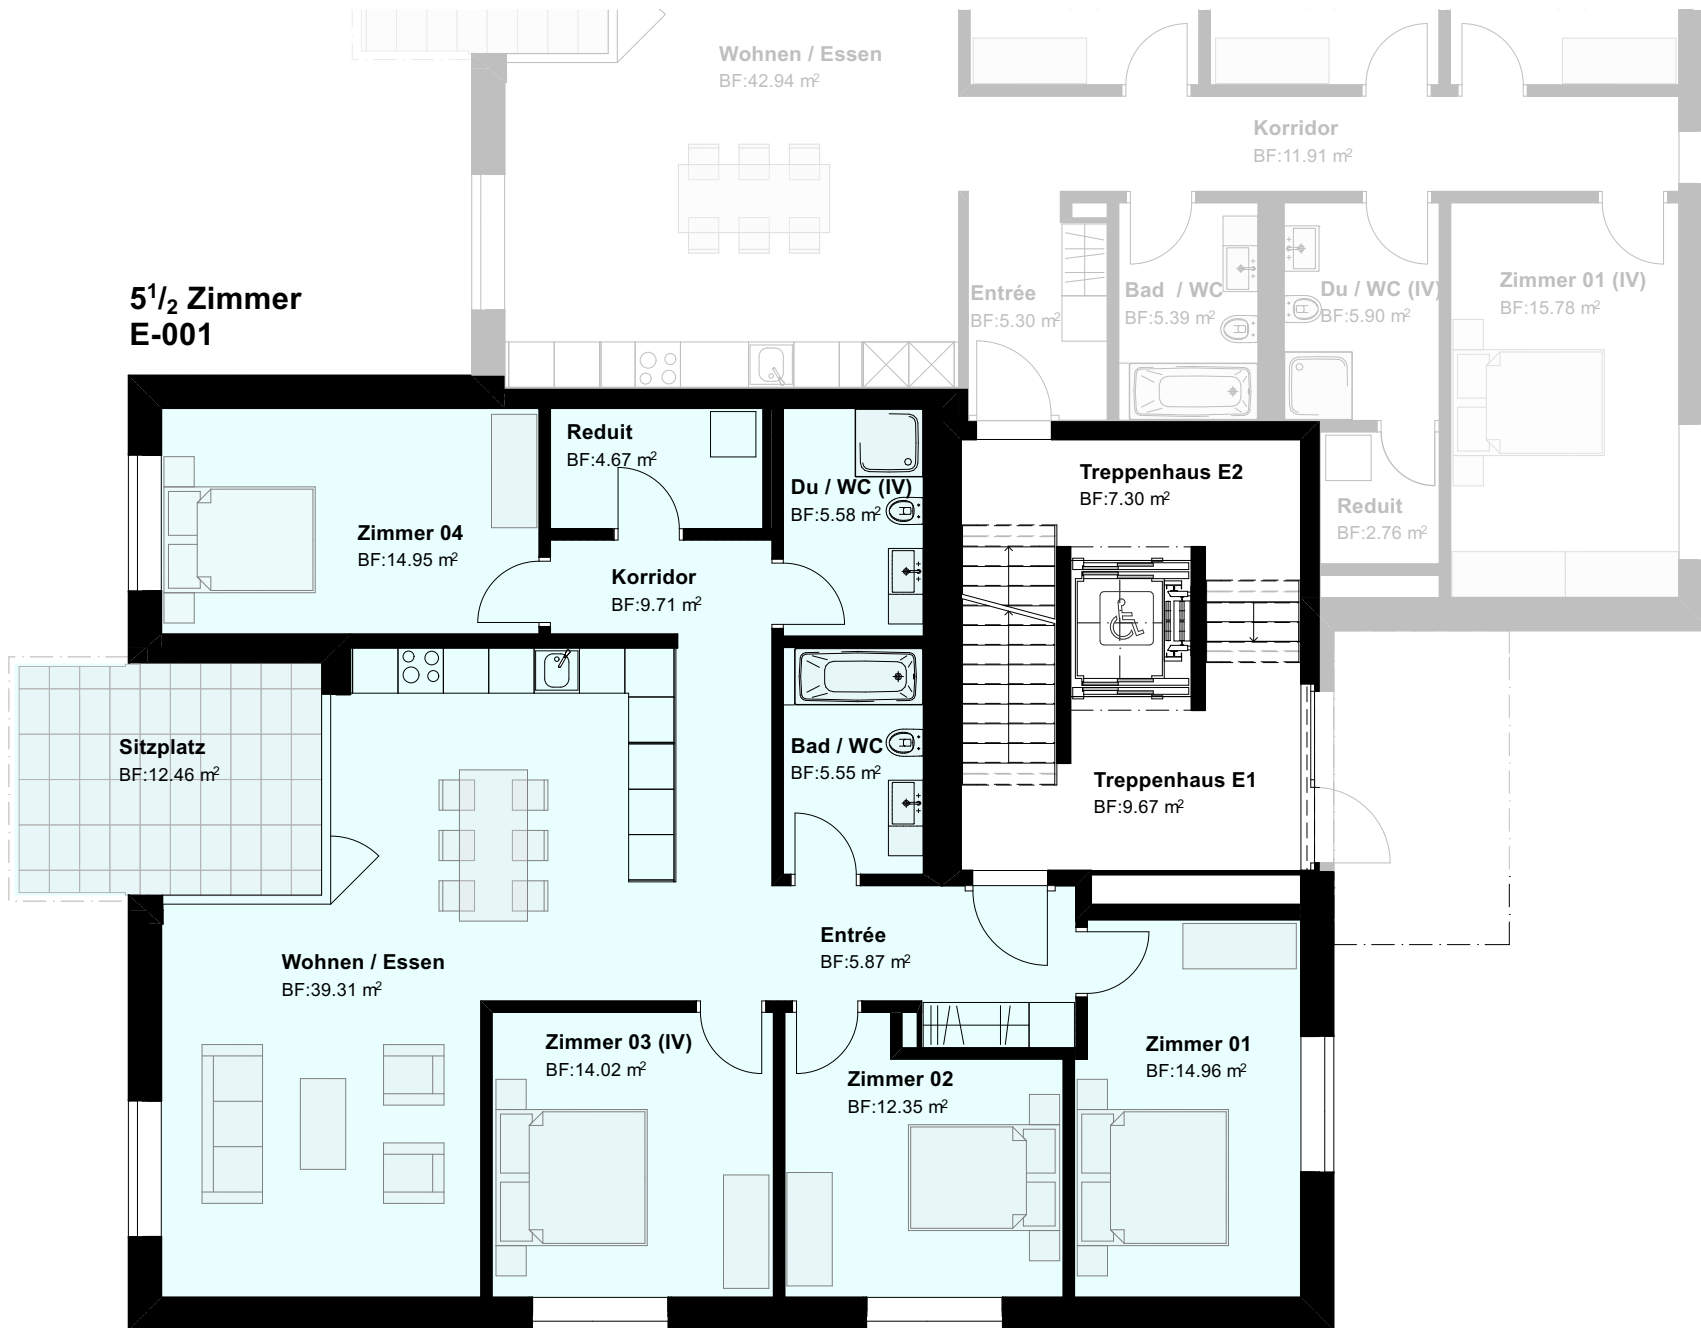 Wohnen / Essen
BF:42.94 m²
Korridor
BF:11.91 m²
5¹/₂ Zimmer
E-001
Entrée
BF:5.30 m²
Bad / WC
BF:5.39 m²
Du / WC (IV)
BF:5.90 m²
Zimmer 01 (IV)
BF:15.78 m²
Reduit
BF:4.67 m²
Du / WC (IV)
BF:5.58 m²
Treppenhaus E2
BF:7.30 m²
Reduit
BF:2.76 m²
Zimmer 04
BF:14.95 m²
Korridor
BF:9.71 m²
Sitzplatz
BF:12.46 m²
Bad / WC
BF:5.55 m²
Treppenhaus E1
BF:9.67 m²
Wohnen / Essen
BF:39.31 m²
Entrée
BF:5.87 m²
Zimmer 03 (IV)
BF:14.02 m²
Zimmer 02
BF:12.35 m²
Zimmer 01
BF:14.96 m²